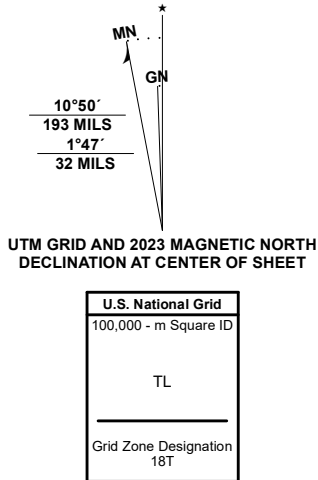 ★
MN
GN
10°50´
193 MILS
1°47´
32 MILS
UTM GRID AND 2023 MAGNETIC NORTH
DECLINATION AT CENTER OF SHEET
U.S. National Grid
100,000 - m Square ID
TL
Grid Zone Designation
18T